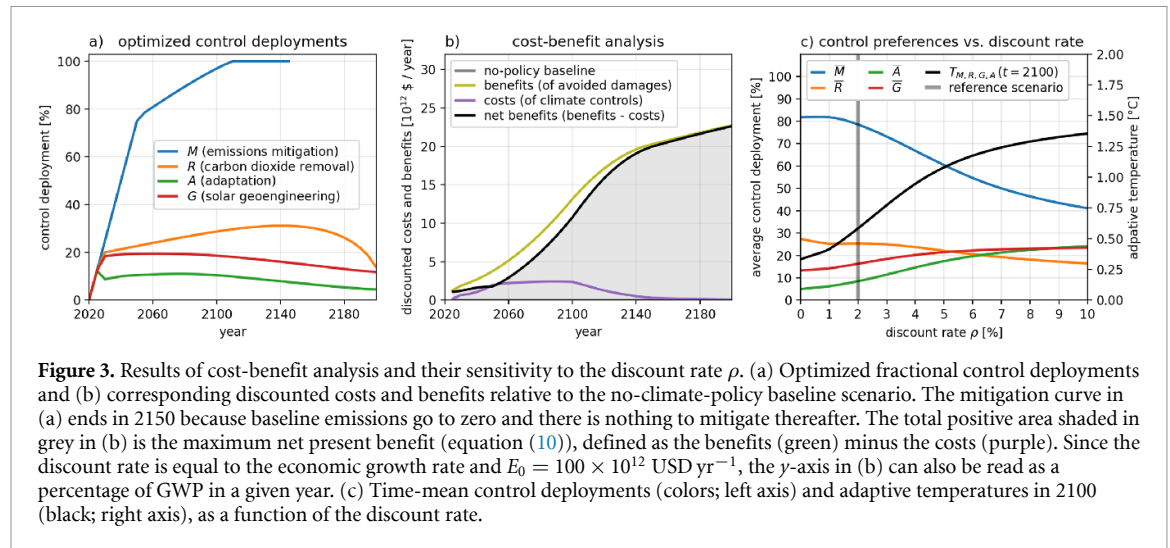 a) optimized control deployments
control deployment [%]
100
80
60
40
20
0
M (emissions mitigation)
R (carbon dioxide removal)
A (adaptation)
G (solar geoengineering)
2020 2060 2100 2140 2180
year
b) cost-benefit analysis
discounted costs and benefits [10¹² $ / year]
30
25
20
15
10
5
0
no-policy baseline
benefits (of avoided damages)
costs (of climate controls)
net benefits (benefits - costs)
2020 2060 2100 2140 2180
year
c) control preferences vs. discount rate
average control deployment [%]
100
90
80
70
60
50
40
30
20
10
0
M̅ A̅ T_{M, R, G, A} (t = 2100)
R̅ G̅ reference scenario
2.00
1.75
1.50
1.25
1.00
0.75
0.50
0.25
0.00
adpative temperature [°C]
0 1 2 3 4 5 6 7 8 9 10
discount rate ρ [%]
Figure 3. Results of cost-benefit analysis and their sensitivity to the discount rate ρ. (a) Optimized fractional control deployments
and (b) corresponding discounted costs and benefits relative to the no-climate-policy baseline scenario. The mitigation curve in
(a) ends in 2150 because baseline emissions go to zero and there is nothing to mitigate thereafter. The total positive area shaded in
grey in (b) is the maximum net present benefit (equation (10)), defined as the benefits (green) minus the costs (purple). Since the
discount rate is equal to the economic growth rate and E₀ = 100 × 10¹² USD yr⁻¹, the y-axis in (b) can also be read as a
percentage of GWP in a given year. (c) Time-mean control deployments (colors; left axis) and adaptive temperatures in 2100
(black; right axis), as a function of the discount rate.